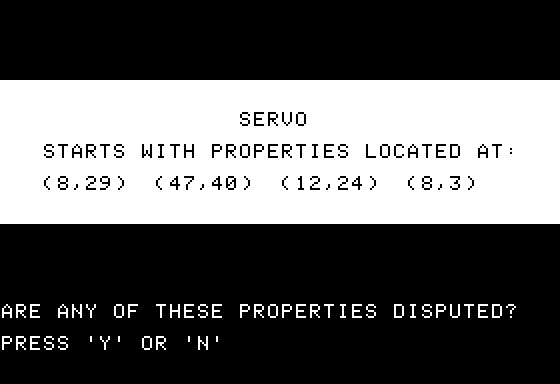 SERVO
STARTS WITH PROPERTIES LOCATED AT:
(8,29) (47,40) (12,24) (8,3)
ARE ANY OF THESE PROPERTIES DISPUTED?
PRESS 'Y' OR 'N'